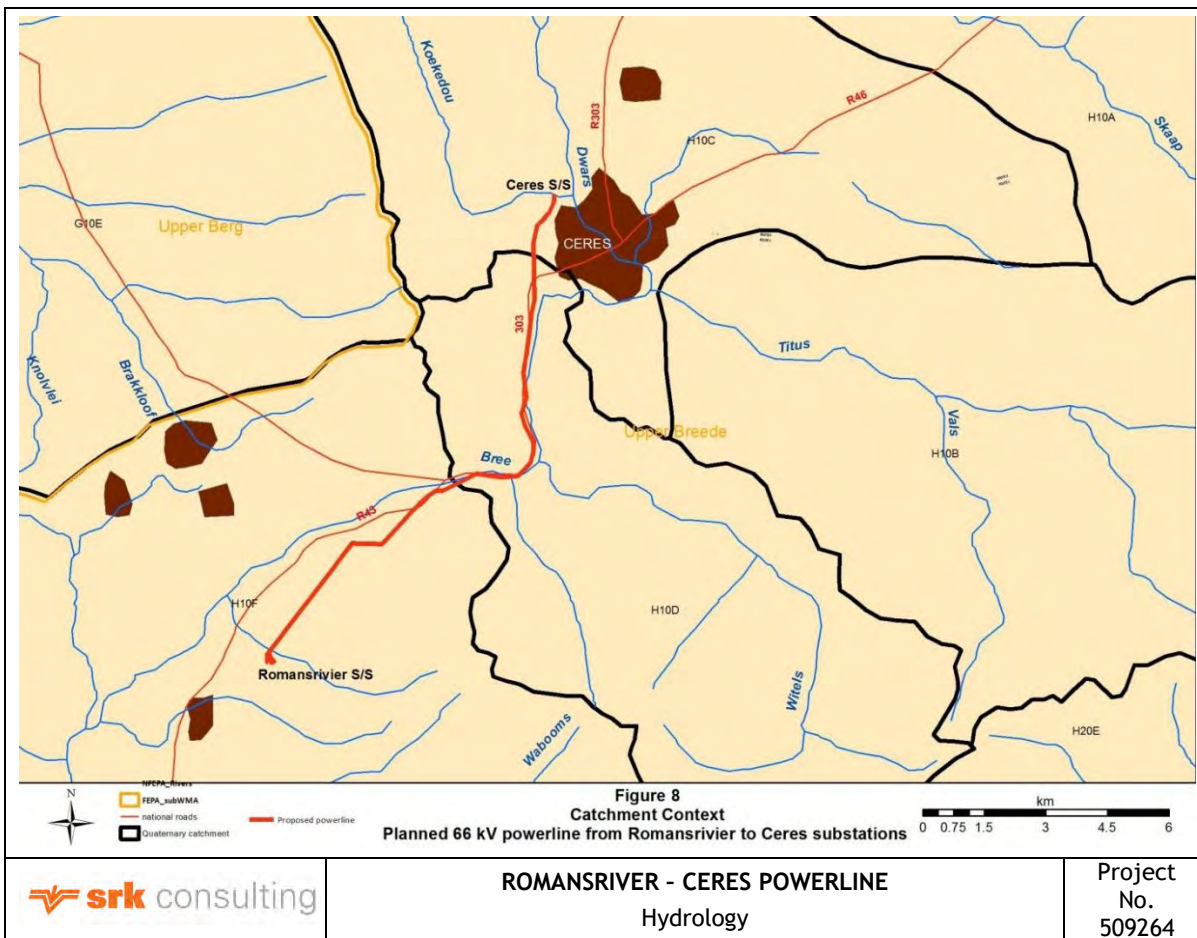 Koekedou
R303
R46
H10A
Skaap
H10C
Dwars
Ceres S/S
G10E
Upper Berg
CERES
303
Titus
Knolvlei
Brakkloof
Vals
Upper Breede
H10B
Bree
R43
H10F
H10D
Romansrivier S/S
Witels
Wabooms
H20E
N
NFEPA_Rivers
FEPA_subWMA
national roads
Quaternary catchment
Proposed powerline
Figure 8
Catchment Context
Planned 66 kV powerline from Romansrivier to Ceres substations
km
0 0.75 1.5 3 4.5 6
srk consulting
ROMANSRIVER - CERES POWERLINE
Hydrology
Project
No.
509264